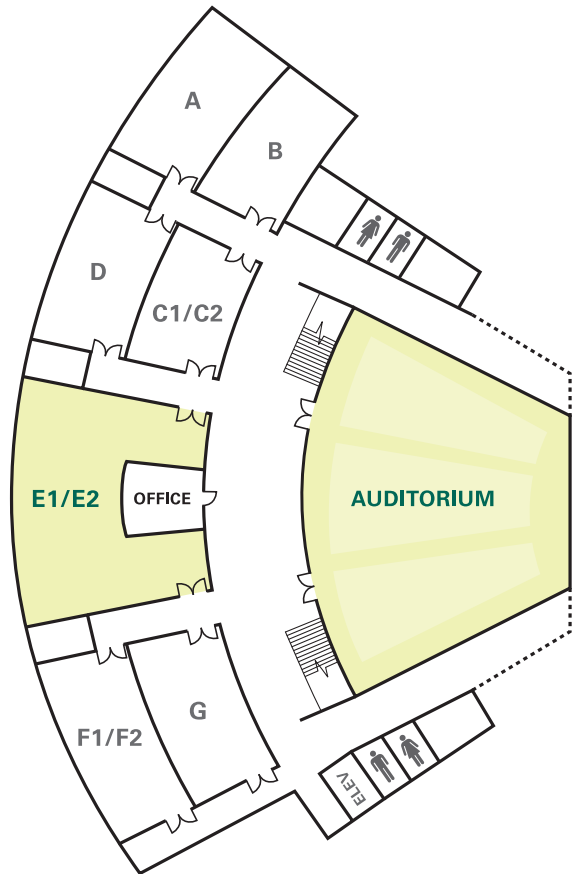 A
B
D
C1/C2
E1/E2
OFFICE
AUDITORIUM
G
F1/F2
ELEV